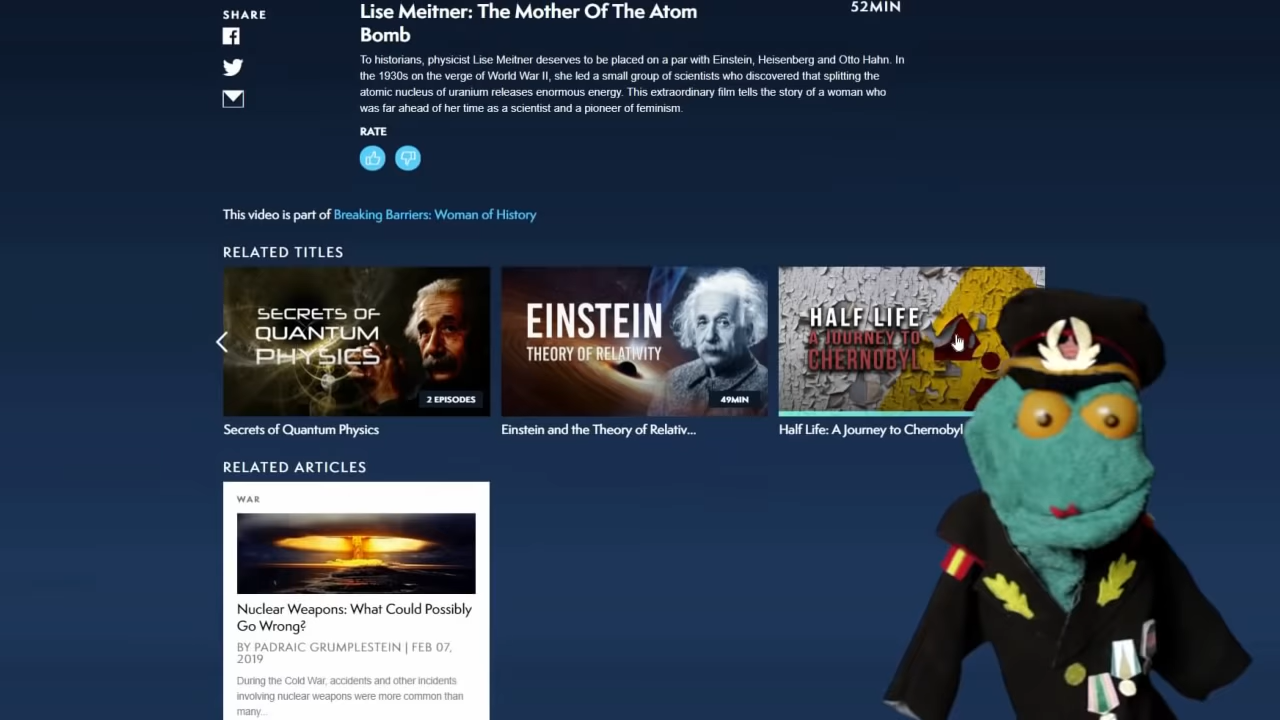 SHARE
Lise Meitner: The Mother Of The Atom
Bomb
52MIN
To historians, physicist Lise Meitner deserves to be placed on a par with Einstein, Heisenberg and Otto Hahn. In
the 1930s on the verge of World War II, she led a small group of scientists who discovered that splitting the
atomic nucleus of uranium releases enormous energy. This extraordinary film tells the story of a woman who
was far ahead of her time as a scientist and a pioneer of feminism.
RATE
This video is part of Breaking Barriers: Woman of History
RELATED TITLES
SECRETS OF
QUANTUM
PHYSICS
2 EPISODES
EINSTEIN
THEORY OF RELATIVITY
49MIN
HALF LIFE
A JOURNEY TO
CHERNOBYL
Secrets of Quantum Physics
Einstein and the Theory of Relativ...
Half Life: A Journey to Chernobyl
RELATED ARTICLES
WAR
Nuclear Weapons: What Could Possibly
Go Wrong?
BY PADRAIC GRUMPLESTEIN | FEB 07,
2019
During the Cold War, accidents and other incidents
involving nuclear weapons were more common than
many...